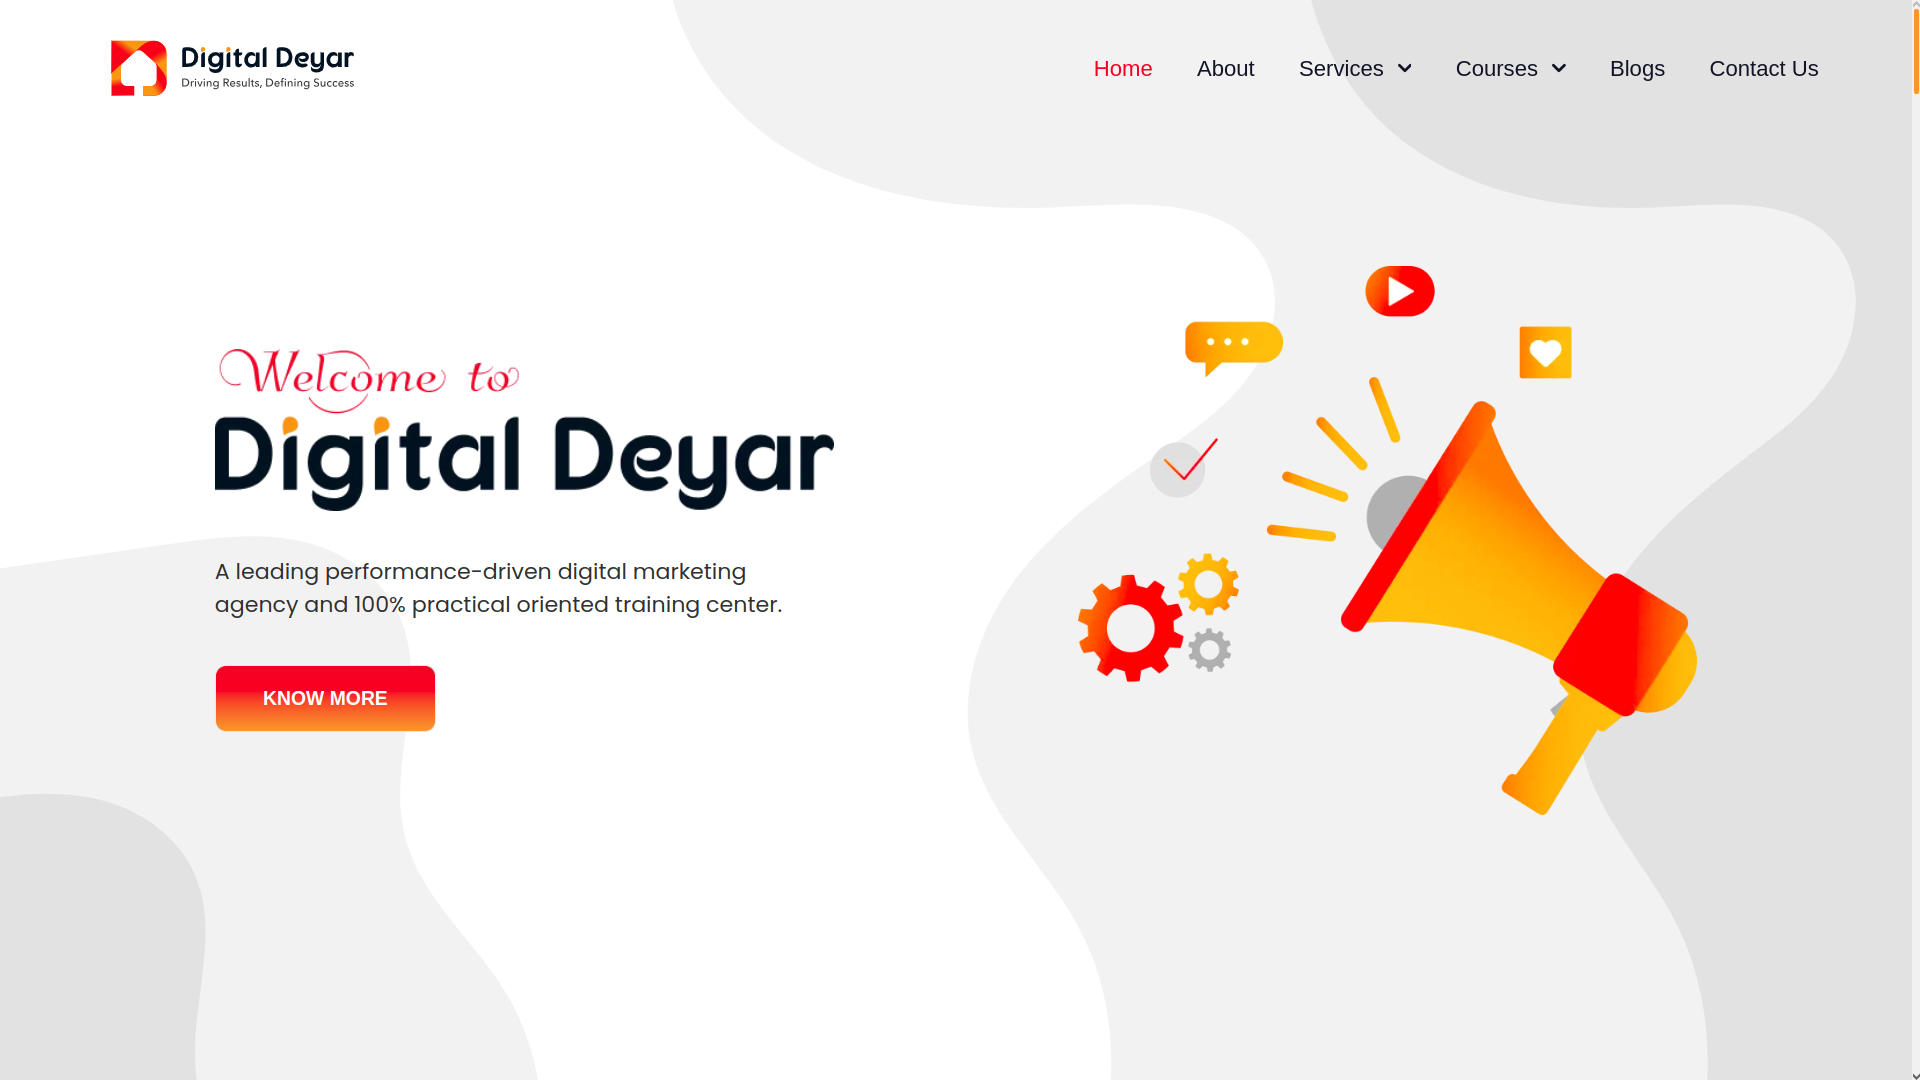 Digital Deyar
Driving Results, Defining Success
Home
About
Services
Courses
Blogs
Contact Us
Welcome to
Digital Deyar
A leading performance-driven digital marketing
agency and 100% practical oriented training center.
KNOW MORE